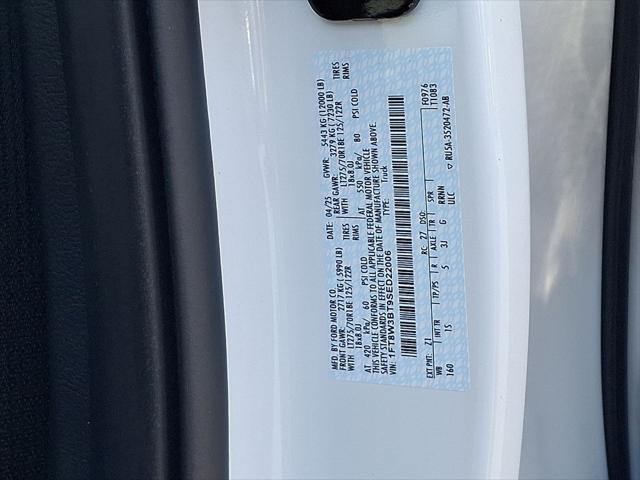 MFD. BY FORD MOTOR CO.
DATE: 04/25 GVWR: 5443 KG (12000 LB)
FRONT GAWR: 2717 KG (5990 LB) REAR GAWR: 3279 KG (7230 LB)
WITH LT275/70R18E 125/122R TIRES WITH LT275/70R18E 125/122R TIRES
18x8.0J RIMS 18x8.0J RIMS
AT 420 kPa/ 60 PSI COLD AT 550 kPa/ 80 PSI COLD
THIS VEHICLE CONFORMS TO ALL APPLICABLE FEDERAL MOTOR VEHICLE
SAFETY STANDARDS IN EFFECT ON THE DATE OF MANUFACTURE SHOWN ABOVE.
VIN: 1FT8W3BT9SED22006
TYPE: Truck
F0976
T1083
EXT PNT: Z1 RC: 27 DSO:
WB INT TR TP/PS R AXLE TR SPR
160 1S 5 3J G RRNN
ULC
▽ RU5A-3520472-AB